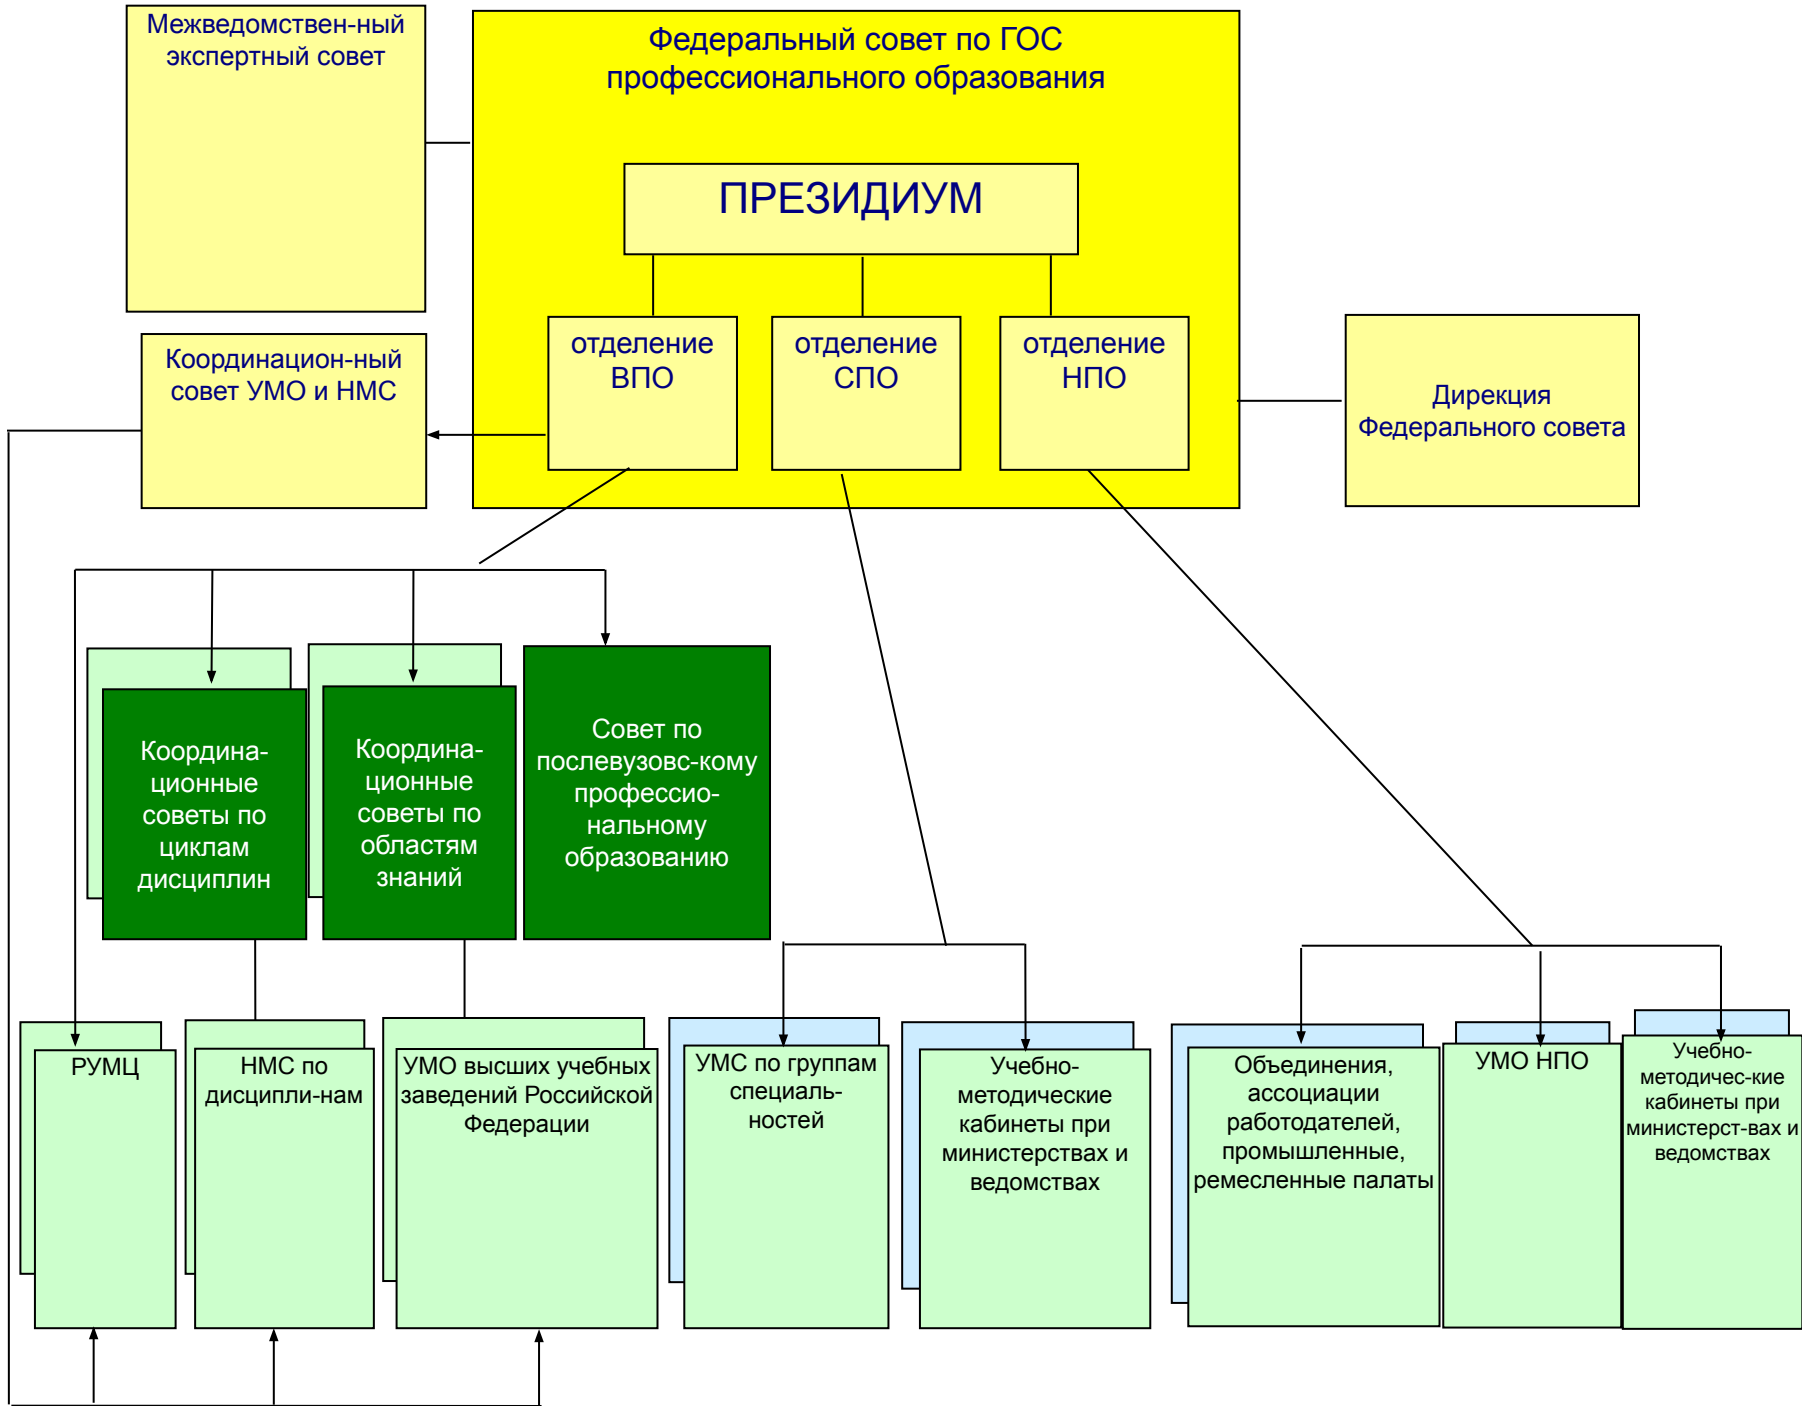 Межведомствен-ный
экспертный совет
Федеральный совет по ГОС
профессионального образования
ПРЕЗИДИУМ
отделение
ВПО
отделение
СПО
отделение
НПО
Координацион-ный
совет УМО и НМС
Дирекция
Федерального совета
Координа-
ционные
советы по
циклам
дисциплин
Координа-
ционные
советы по
областям
знаний
Совет по
послевузовс-кому
профессио-
нальному
образованию
РУМЦ
НМС по
дисципли-нам
УМО высших учебных
заведений Российской
Федерации
УМС по группам
специаль-
ностей
Учебно-
методические
кабинеты при
министерствах и
ведомствах
Объединения,
ассоциации
работодателей,
промышленные,
ремесленные палаты
УМО НПО
Учебно-
методичес-кие
кабинеты при
министерст-вах и
ведомствах